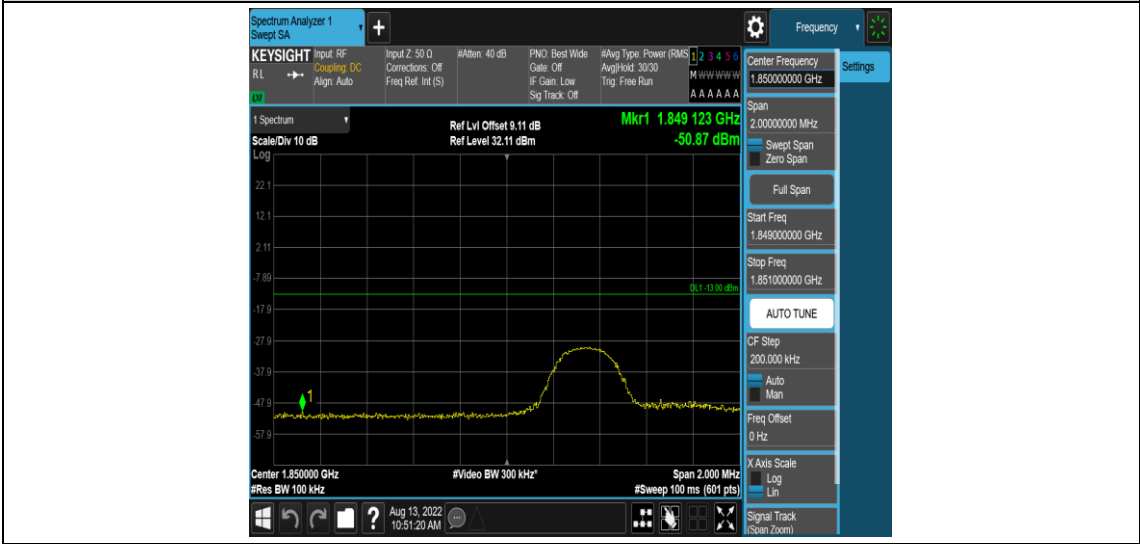 Spectrum Analyzer 1
Swept SA
+
Frequency
KEYSIGHT
RL
LXI
Input: RF
Coupling: DC
Align: Auto
Input Z: 50 Ω
Corrections: Off
Freq Ref: Int (S)
#Atten: 40 dB
PNO: Best Wide
Gate: Off
IF Gain: Low
Sig Track: Off
#Avg Type: Power (RMS
Avg|Hold: 30/30
Trig: Free Run
1 2 3 4 5 6
M W W W W W
A A A A A A
1 Spectrum
Scale/Div 10 dB
Log
Ref Lvl Offset 9.11 dB
Ref Level 32.11 dBm
Mkr1 1.849 123 GHz
-50.87 dBm
22.1
12.1
2.11
-7.89
-17.9
-27.9
-37.9
-47.9
-57.9
DL1 -13.00 dBm
1
Center 1.850000 GHz
#Res BW 100 kHz
#Video BW 300 kHz*
Span 2.000 MHz
#Sweep 100 ms (601 pts)
?
Aug 13, 2022
10:51:20 AM
Center Frequency
1.850000000 GHz
Settings
Span
2.00000000 MHz
Swept Span
Zero Span
Full Span
Start Freq
1.849000000 GHz
Stop Freq
1.851000000 GHz
AUTO TUNE
CF Step
200.000 kHz
Auto
Man
Freq Offset
0 Hz
X Axis Scale
Log
Lin
Signal Track
(Span Zoom)